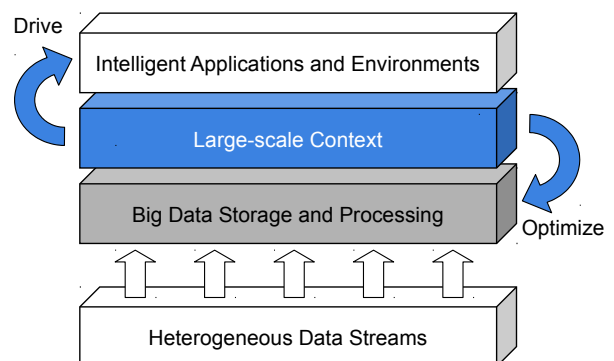 Drive
Intelligent Applications and Environments
Large-scale Context
Big Data Storage and Processing
Optimize
Heterogeneous Data Streams